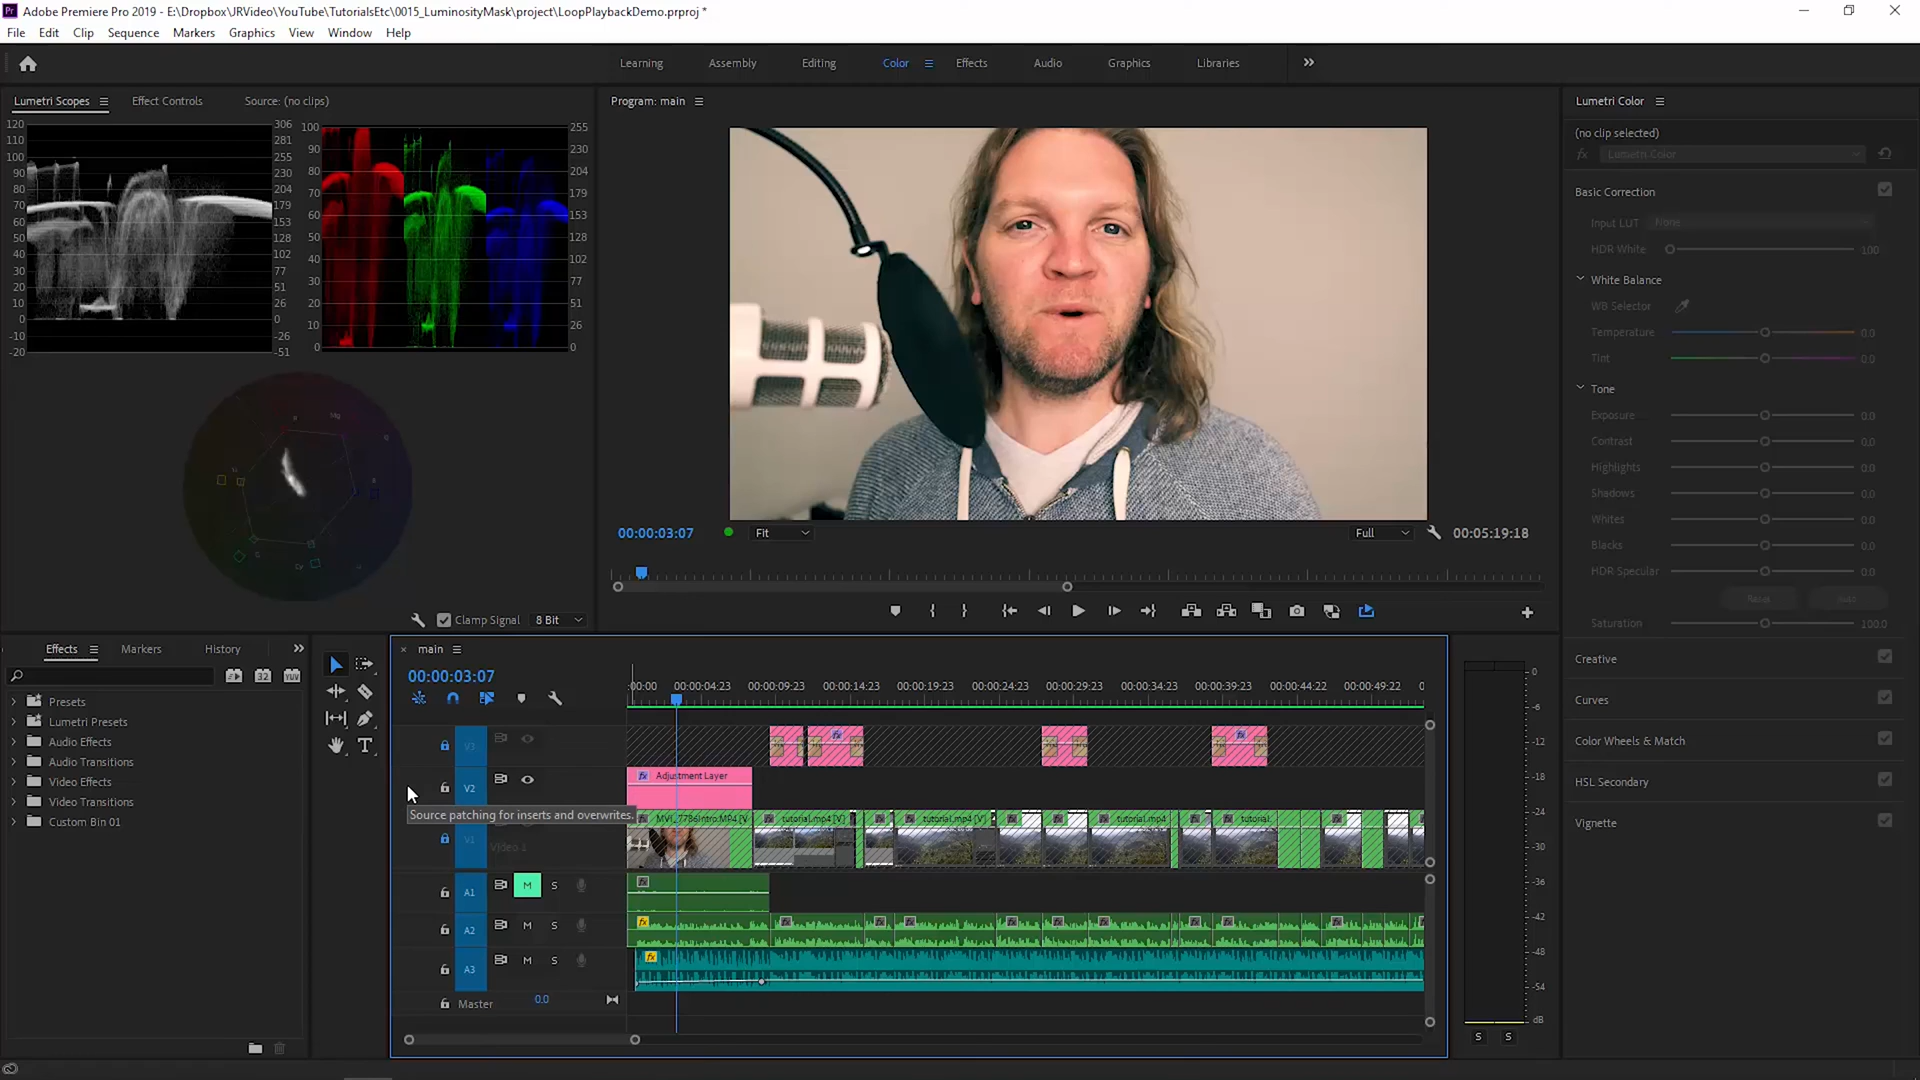 Adobe Premiere Pro 2019 - E:\Dropbox\JRVideo\YouTube\TutorialsEtc\0015_LuminosityMask\project\LoopPlaybackDemo.prproj *
File Edit Clip Sequence Markers Graphics View Window Help
Learning Assembly Editing Color Effects Audio Graphics Libraries
Lumetri Scopes Effect Controls Source: (no clips)
Program: main
Lumetri Color
(no clip selected)
fx Lumetri Color
Basic Correction
Input LUT None
HDR White 100
White Balance
WB Selector
Temperature 0.0
Tint 0.0
Tone
Exposure 0.0
Contrast 0.0
Highlights 0.0
Shadows 0.0
Whites 0.0
Blacks 0.0
HDR Specular 0.0
Reset Auto
Saturation 100.0
Creative
Curves
Color Wheels & Match
HSL Secondary
Vignette
120 306
110 281
100 255
90 230
80 204
70 179
60 153
50 128
40 102
30 77
20 51
10 26
0 0
-10 -26
-20 -51
100 255
90 230
80 204
70 179
60 153
50 128
40 102
30 77
20 51
10 26
0 0
Clamp Signal 8 Bit
00:00:03:07 Fit Full 00:05:19:18
Effects Markers History
32 YUV
Presets
Lumetri Presets
Audio Effects
Audio Transitions
Video Effects
Video Transitions
Custom Bin 01
main
00:00:03:07
:00:00 00:00:04:23 00:00:09:23 00:00:14:23 00:00:19:23 00:00:24:23 00:00:29:23 00:00:34:23 00:00:39:23 00:00:44:22 00:00:49:22 0
V3
V2
fx Adjustment Layer
Source patching for inserts and overwrites.
V1 Video 1
MVI_7786Intro.MP4 [V tutorial.mp4 [V] tutorial.mp4 [V] tutorial.mp4 tutorial.
A1 M S
A2 M S
A3 M S
Master 0.0
0
-6
-12
-18
-24
-30
-36
-42
-48
-54
dB
S S